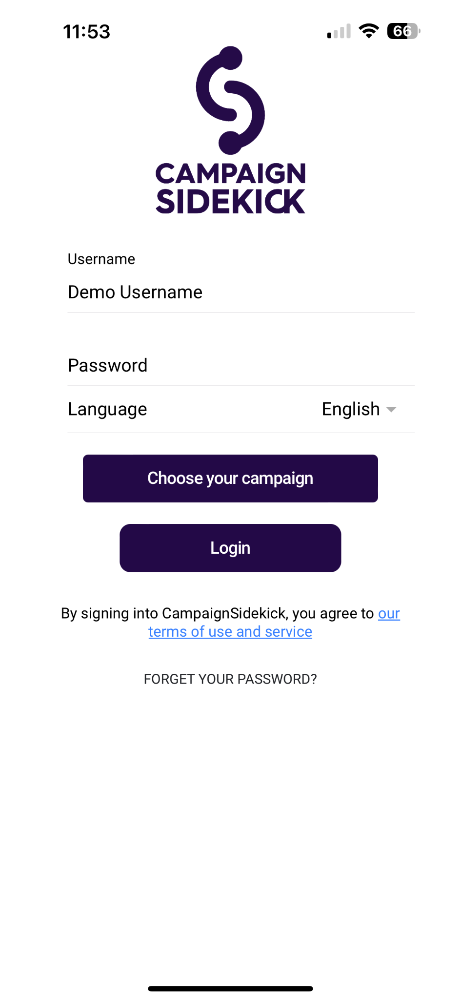 11:53
66
CAMPAIGN
SIDEKICK
Username
Demo Username
Password
Language English
Choose your campaign
Login
By signing into CampaignSidekick, you agree to our
terms of use and service
FORGET YOUR PASSWORD?